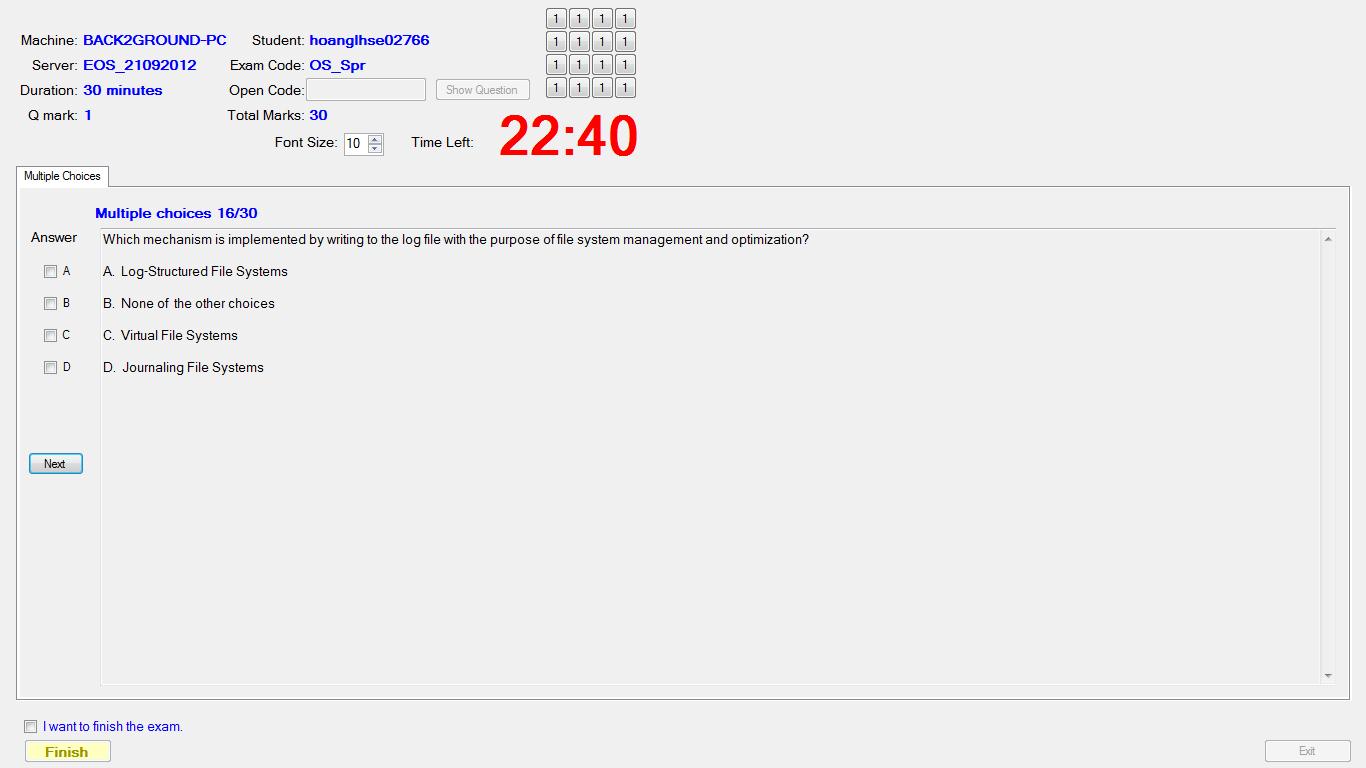 Machine: BACK2GROUND-PC Student: hoanglhse02766
Server: EOS_21092012 Exam Code: OS_Spr
Duration: 30 minutes Open Code: Show Question
Q mark: 1 Total Marks: 30
Font Size: 10 Time Left: 22:40
1 1 1 1
1 1 1 1
1 1 1 1
1 1 1 1
Multiple Choices
Multiple choices 16/30
Answer
Which mechanism is implemented by writing to the log file with the purpose of file system management and optimization?
A A. Log-Structured File Systems
B B. None of the other choices
C C. Virtual File Systems
D D. Journaling File Systems
Next
I want to finish the exam.
Finish
Exit